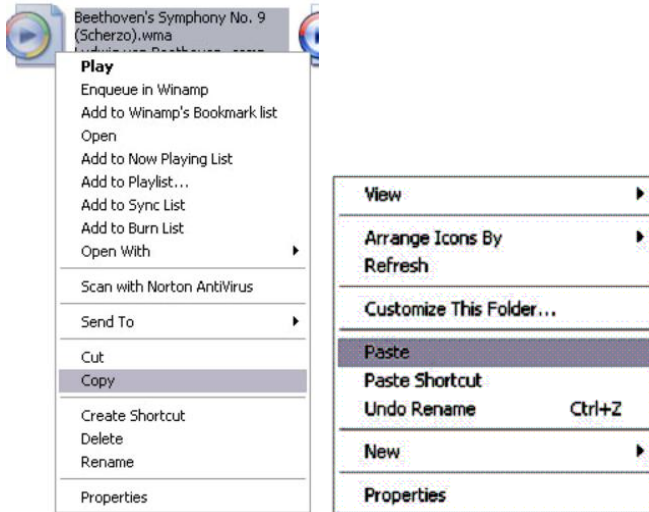 Beethoven's Symphony No. 9
(Scherzo).wma
Play
Enqueue in Winamp
Add to Winamp's Bookmark list
Open
Add to Now Playing List
Add to Playlist...
Add to Sync List
Add to Burn List
Open With
Scan with Norton AntiVirus
Send To
Cut
Copy
Create Shortcut
Delete
Rename
Properties
View
Arrange Icons By
Refresh
Customize This Folder...
Paste
Paste Shortcut
Undo Rename Ctrl+Z
New
Properties